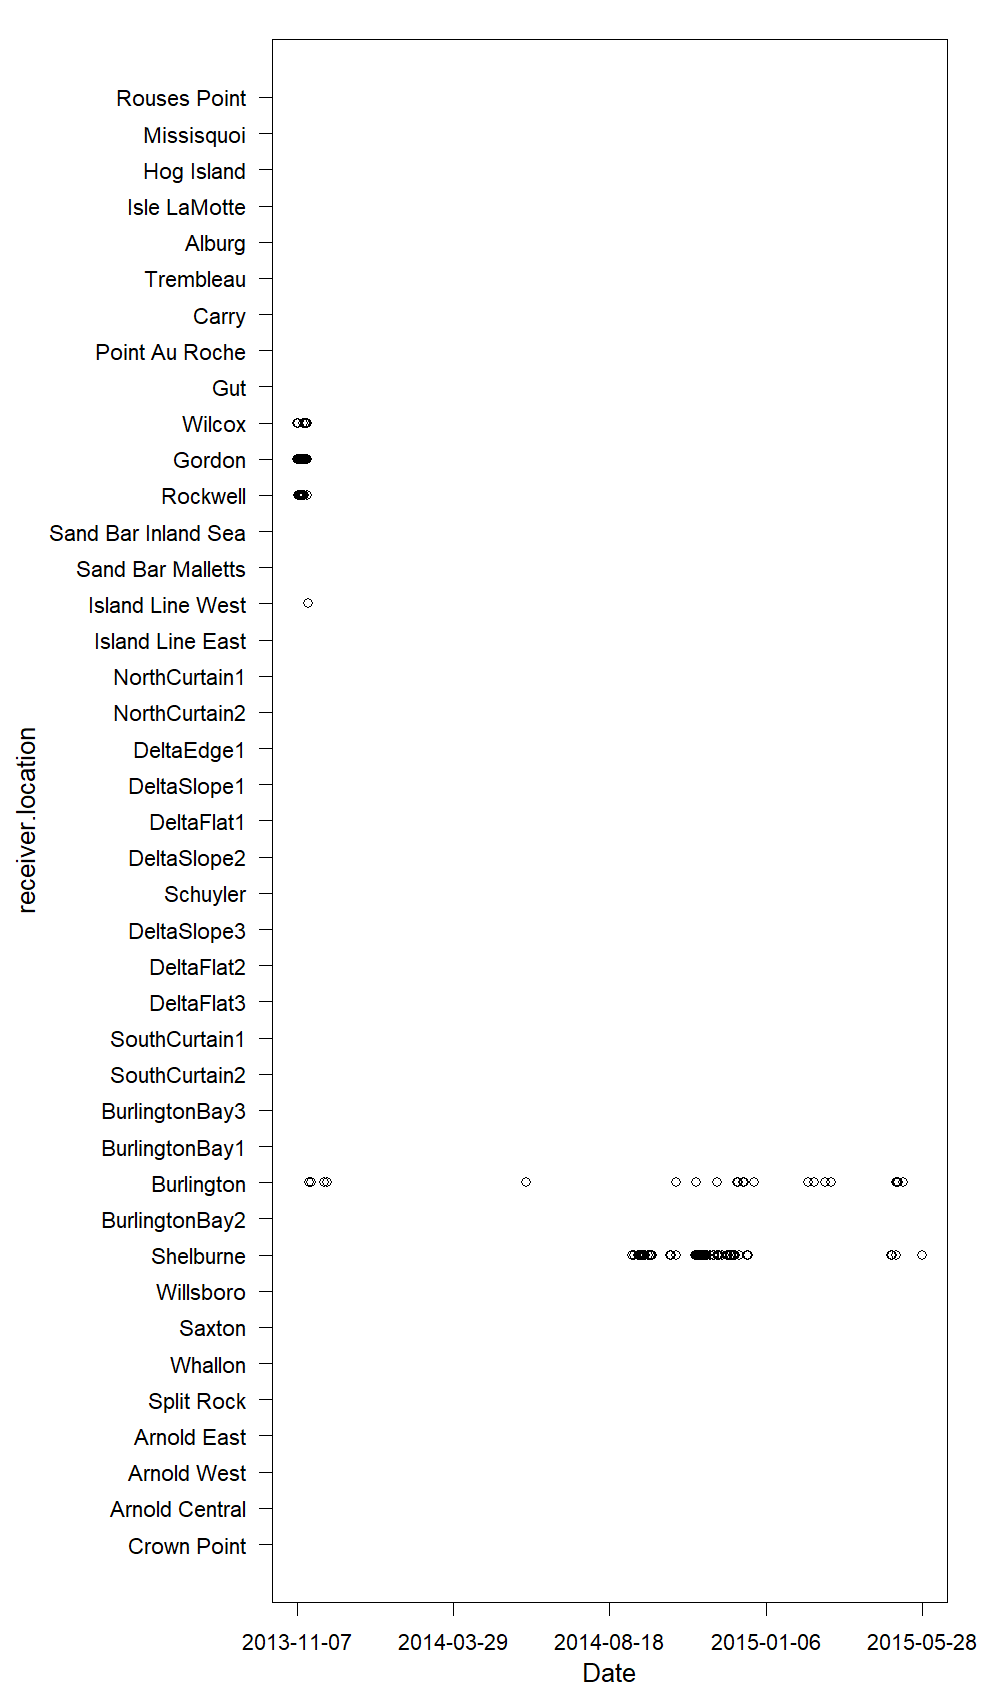 Rouses Point
Missisquoi
Hog Island
Isle LaMotte
Alburg
Trembleau
Carry
Point Au Roche
Gut
Wilcox
Gordon
Rockwell
Sand Bar Inland Sea
Sand Bar Malletts
Island Line West
Island Line East
NorthCurtain1
NorthCurtain2
DeltaEdge1
DeltaSlope1
DeltaFlat1
DeltaSlope2
Schuyler
DeltaSlope3
DeltaFlat2
DeltaFlat3
SouthCurtain1
SouthCurtain2
BurlingtonBay3
BurlingtonBay1
Burlington
BurlingtonBay2
Shelburne
Willsboro
Saxton
Whallon
Split Rock
Arnold East
Arnold West
Arnold Central
Crown Point
receiver.location
2013-11-07 2014-03-29 2014-08-18 2015-01-06 2015-05-28
Date